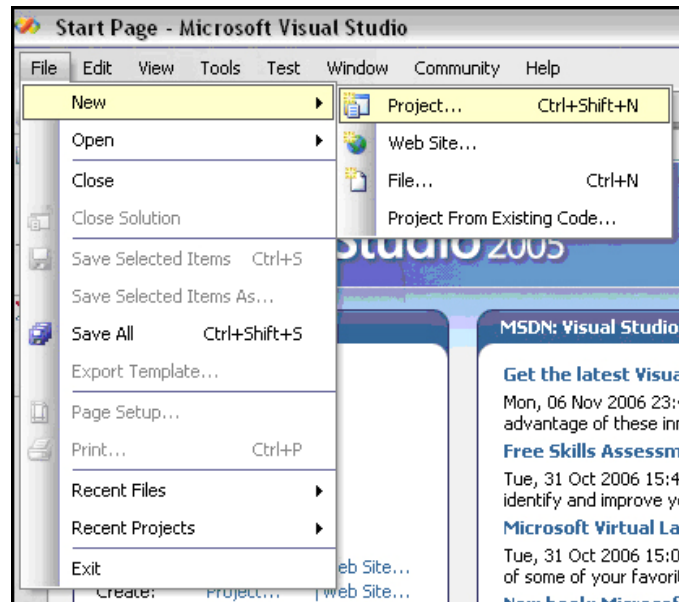 Start Page - Microsoft Visual Studio
File Edit View Tools Test Window Community Help
New
Project... Ctrl+Shift+N
Open
Web Site...
Close
File... Ctrl+N
Close Solution
Project From Existing Code...
Studio 2005
Save Selected Items Ctrl+S
Save Selected Items As...
Save All Ctrl+Shift+S
MSDN: Visual Studio
Export Template...
Get the latest Visua
Page Setup...
Mon, 06 Nov 2006 23:
advantage of these inn
Print... Ctrl+P
Free Skills Assessm
Tue, 31 Oct 2006 15:4
identify and improve yo
Recent Files
Microsoft Virtual La
Recent Projects
Tue, 31 Oct 2006 15:0
of some of your favorit
Exit
eb Site...
Create: Project... Web Site...